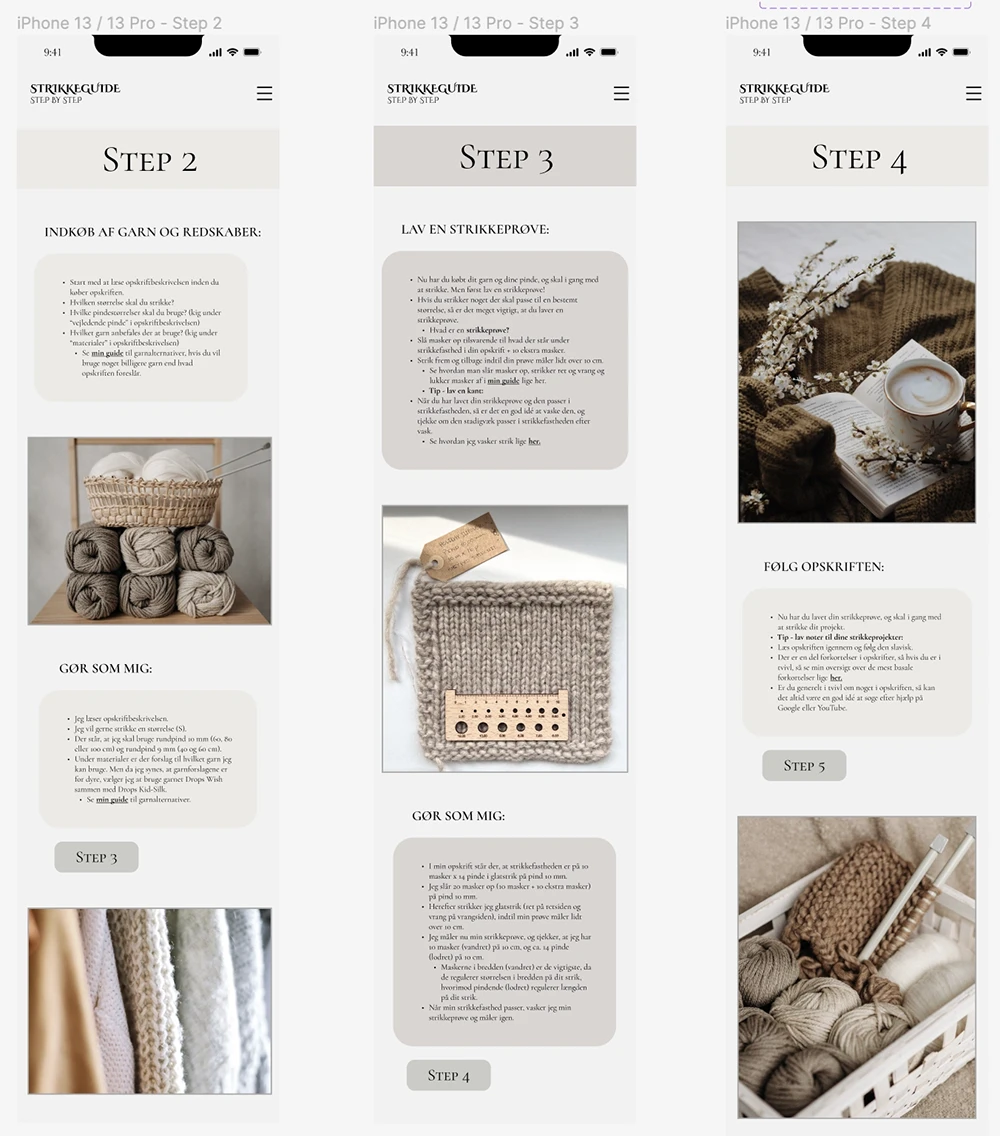 iPhone 13 / 13 Pro - Step 2
9:41
STRIKKEGUIDE
STEP BY STEP
STEP 2
INDKØB AF GARN OG REDSKABER:
• Start med at læse opskriftbeskrivelsen inden du
køber opskriften.
• Hvilken størrelse skal du strikke?
• Hvilke pindestørrelser skal du bruge? (kig under
"vejledende pinde" i opskriftbeskrivelsen)
• Hvilket garn anbefales der at bruge? (kig under
"materialer" i opskriftbeskrivelsen)
• Se min guide til garnalternativer, hvis du vil
bruge noget billigere garn end hvad
opskriften foreslår.
GØR SOM MIG:
• Jeg læser opskriftbeskrivelsen.
• Jeg vil gerne strikke en størrelse (S).
• Der står, at jeg skal bruge rundpind 10 mm (60, 80
eller 100 cm) og rundpind 9 mm (40 og 60 cm).
• Under materialer er der forslag til hvilket garn jeg
kan bruge. Men da jeg synes, at garnforslagene er
for dyre, vælger jeg at bruge garnet Drops Wish
sammen med Drops Kid-Silk.
• Se min guide til garnalternativer.
STEP 3
iPhone 13 / 13 Pro - Step 3
9:41
STRIKKEGUIDE
STEP BY STEP
STEP 3
LAV EN STRIKKEPRØVE:
• Nu har du købt dit garn og dine pinde, og skal i gang med
at strikke. Men først lav en strikkeprøve!
• Hvis du strikker noget der skal passe til en bestemt
størrelse, så er det meget vigtigt, at du laver en
strikkeprøve.
• Hvad er en strikkeprøve?
• Slå masker op tilsvarende til hvad der står under
strikkefasthed i din opskrift + 10 ekstra masker.
• Strik frem og tilbage indtil din prøve måler lidt over 10 cm.
• Se hvordan man slår masker op, strikker ret og vrang og
lukker masker af i min guide lige her.
• Tip - lav en kant:
• Når du har lavet din strikkeprøve og den passer i
strikkefastheden, så er det en god idé at vaske den, og
tjekke om den stadigvæk passer i strikkefastheden efter
vask.
• Se hvordan jeg vasker strik lige her.
GØR SOM MIG:
• I min opskrift står der, at strikkefastheden er på 10
masker x 14 pinde i glatstrik på pind 10 mm.
• Jeg slår 20 masker op (10 masker + 10 ekstra masker)
på pind 10 mm.
• Herefter strikker jeg glatstrik (ret på retsiden og
vrang på vrangsiden), indtil min prøve måler lidt
over 10 cm.
• Jeg måler nu min strikkeprøve, og tjekker, at jeg har
10 masker (vandret) på 10 cm, og ca. 14 pinde
(lodret) på 10 cm.
• Maskerne i bredden (vandret) er de vigtigste, da
de regulerer størrelsen i bredden på dit strik,
hvorimod pindende (lodret) regulerer længden
på dit strik.
• Når min strikkefasthed passer, vasker jeg min
strikkeprøve og måler igen.
STEP 4
iPhone 13 / 13 Pro - Step 4
9:41
STRIKKEGUIDE
STEP BY STEP
STEP 4
FØLG OPSKRIFTEN:
• Nu har du lavet din strikkeprøve, og skal i gang med
at strikke dit projekt.
• Tip - lav noter til dine strikkeprojekter:
• Læs opskriften igennem og følg den slavisk.
• Der er en del forkortelser i opskrifter, så hvis du er i
tvivl, så se min oversigt over de mest basale
forkortelser lige her.
• Er du generelt i tvivl om noget i opskriften, så kan
det altid være en god idé at søge efter hjælp på
Google eller YouTube.
STEP 5